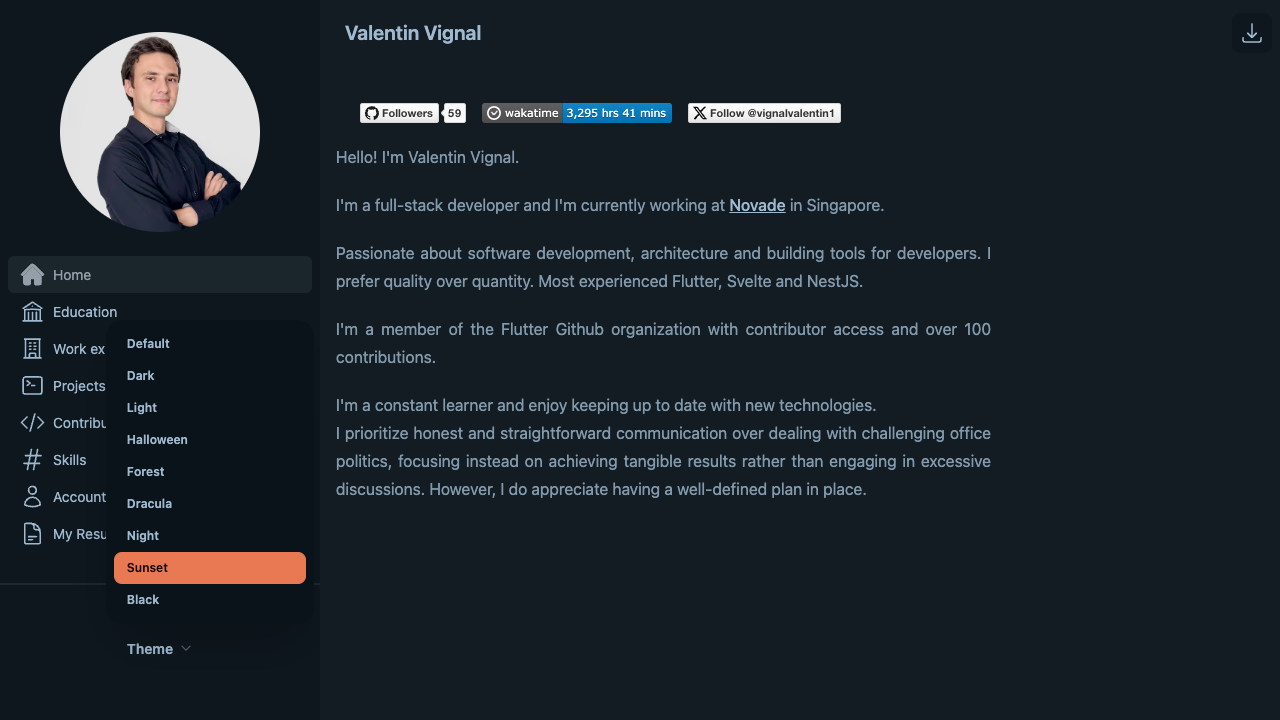 Valentin Vignal
Followers 59 wakatime 3,295 hrs 41 mins Follow @vignalvalentin1
Hello! I'm Valentin Vignal.
I'm a full-stack developer and I'm currently working at Novade in Singapore.
Passionate about software development, architecture and building tools for developers. I
prefer quality over quantity. Most experienced Flutter, Svelte and NestJS.
I'm a member of the Flutter Github organization with contributor access and over 100
contributions.
I'm a constant learner and enjoy keeping up to date with new technologies.
I prioritize honest and straightforward communication over dealing with challenging office
politics, focusing instead on achieving tangible results rather than engaging in excessive
discussions. However, I do appreciate having a well-defined plan in place.
Home
Education
Work ex
Projects
Contribu
Skills
Account
My Resu
Default
Dark
Light
Halloween
Forest
Dracula
Night
Sunset
Black
Theme